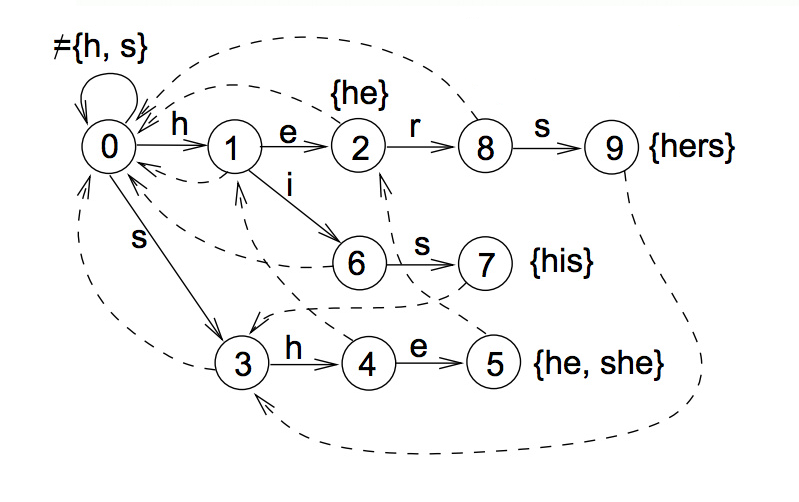 ≠{h, s}
{he}
h
e
r
s
0
1
2
8
9
{hers}
i
s
s
6
7
{his}
h
e
3
4
5
{he, she}